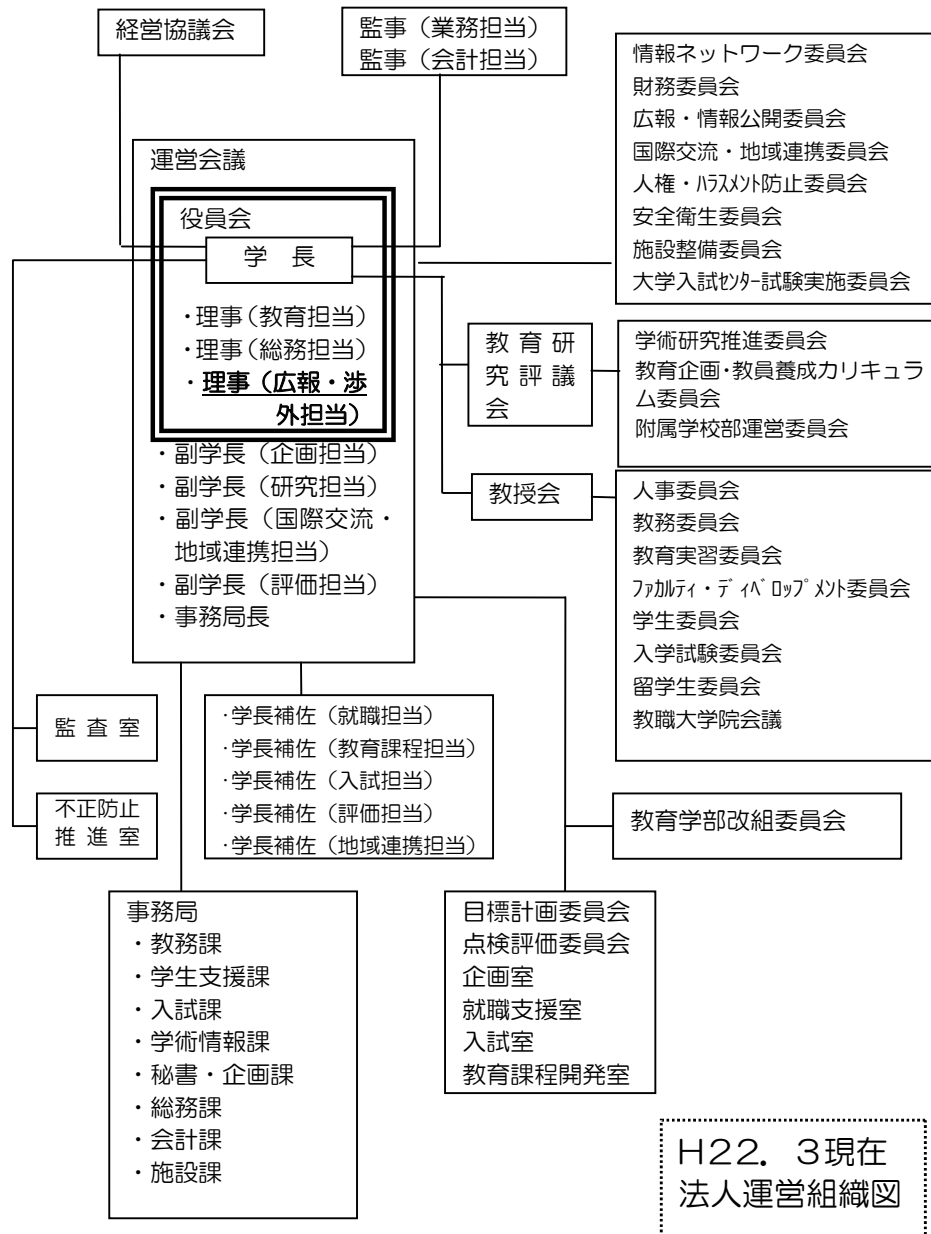 経営協議会
監事（業務担当）
監事（会計担当）
情報ネットワーク委員会
財務委員会
広報・情報公開委員会
国際交流・地域連携委員会
人権・ﾊﾗｽﾒﾝﾄ防止委員会
安全衛生委員会
施設整備委員会
大学入試ｾﾝﾀｰ試験実施委員会
運営会議
役員会
学　長
・理事（教育担当）
・理事（総務担当）
・理事（広報・渉
外担当）
・副学長（企画担当）
・副学長（研究担当）
・副学長（国際交流・
地域連携担当）
・副学長（評価担当）
・事務局長
教 育 研
究 評 議
会
学術研究推進委員会
教育企画・教員養成カリキュラ
ム委員会
附属学校部運営委員会
教授会
人事委員会
教務委員会
教育実習委員会
ﾌｧｶﾙﾃｨ・ﾃﾞｨﾍﾞﾛｯﾌﾟﾒﾝﾄ委員会
学生委員会
入学試験委員会
留学生委員会
教職大学院会議
監 査 室
不正防止
推 進 室
・学長補佐（就職担当）
・学長補佐（教育課程担当）
・学長補佐（入試担当）
・学長補佐（評価担当）
・学長補佐（地域連携担当）
教育学部改組委員会
事務局
・教務課
・学生支援課
・入試課
・学術情報課
・秘書・企画課
・総務課
・会計課
・施設課
目標計画委員会
点検評価委員会
企画室
就職支援室
入試室
教育課程開発室
Ｈ２２．３現在
法人運営組織図